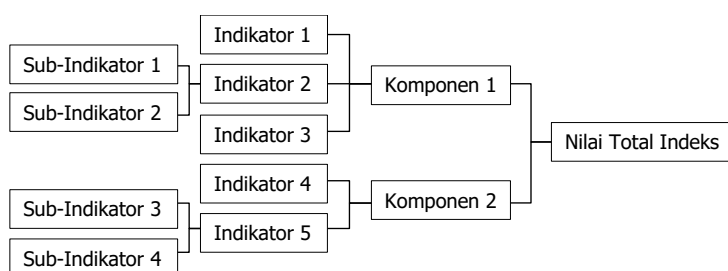 Sub-Indikator 1
Sub-Indikator 2
Sub-Indikator 3
Sub-Indikator 4
Indikator 1
Indikator 2
Indikator 3
Indikator 4
Indikator 5
Komponen 1
Komponen 2
Nilai Total Indeks